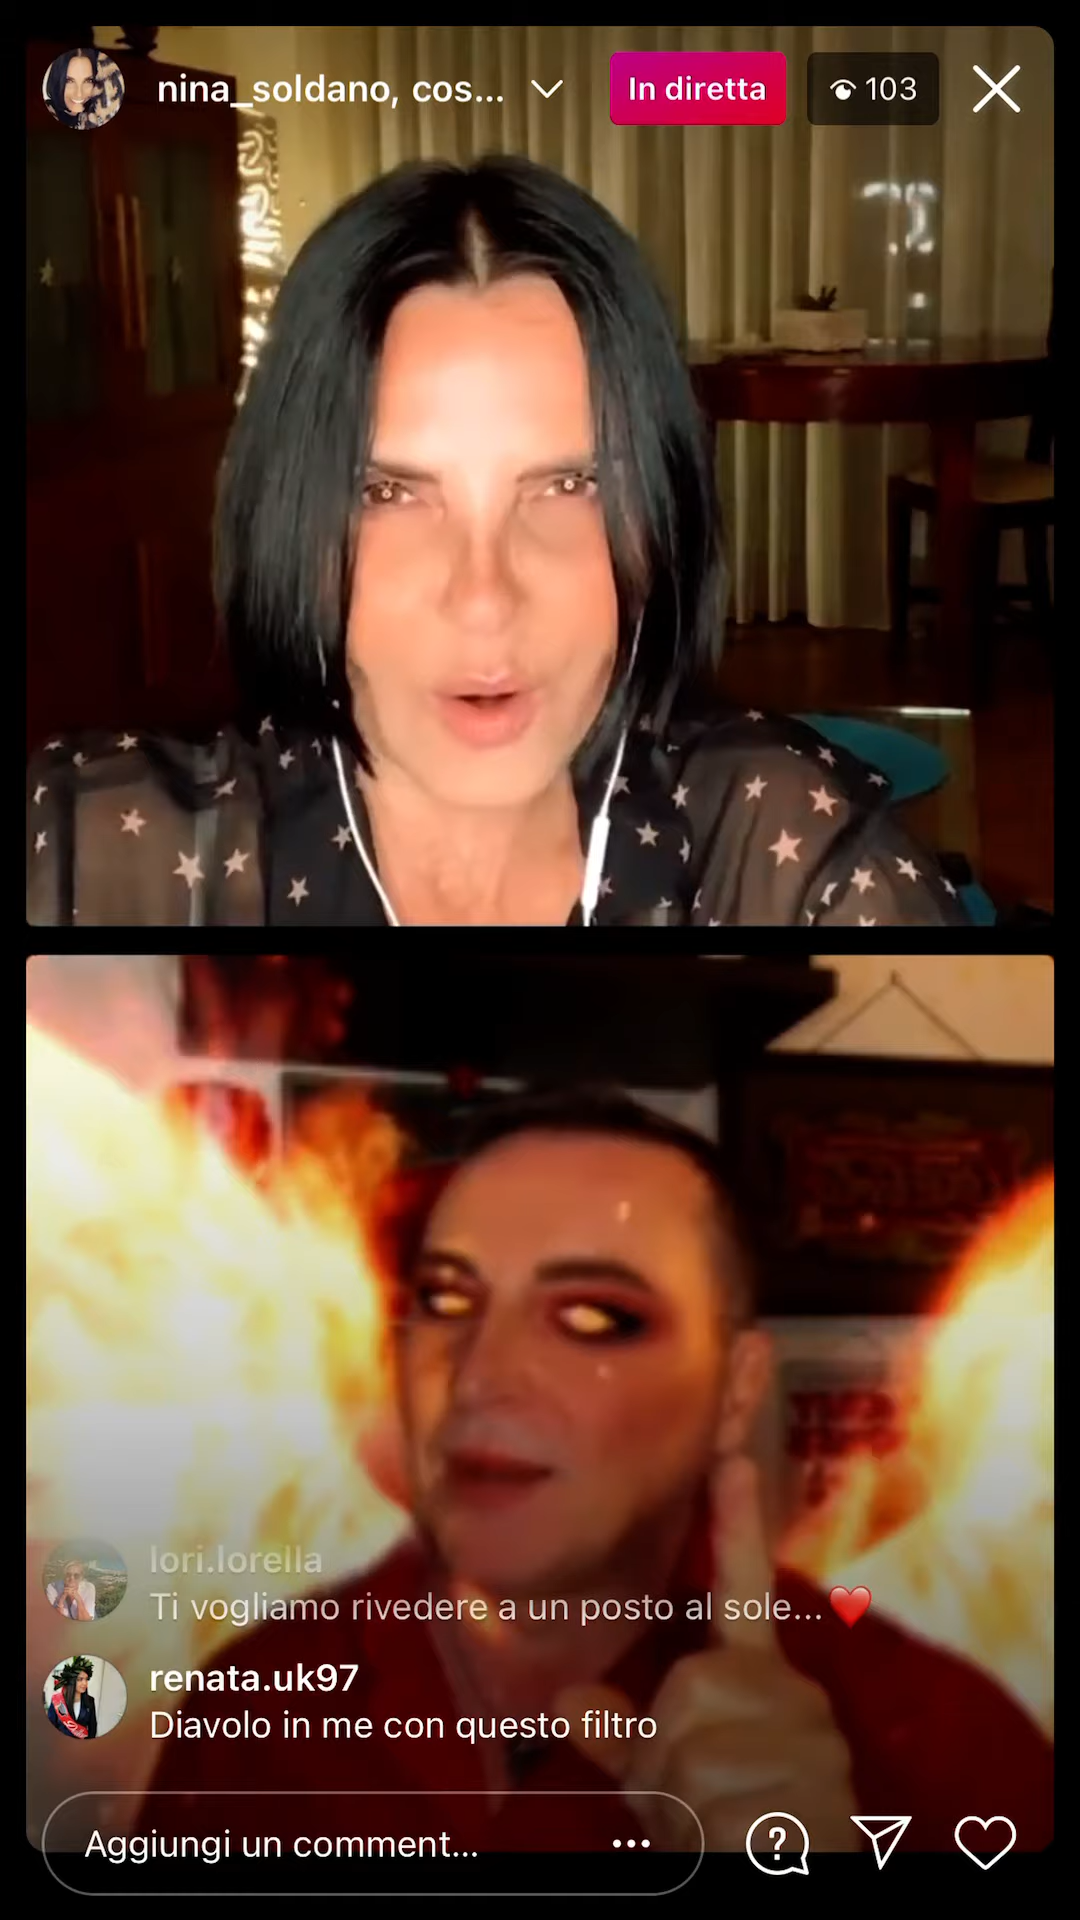 nina_soldano, cos...
In diretta
103
lori.lorella
Ti vogliamo rivedere a un posto al sole...❤️
renata.uk97
Diavolo in me con questo filtro
Aggiungi un comment...